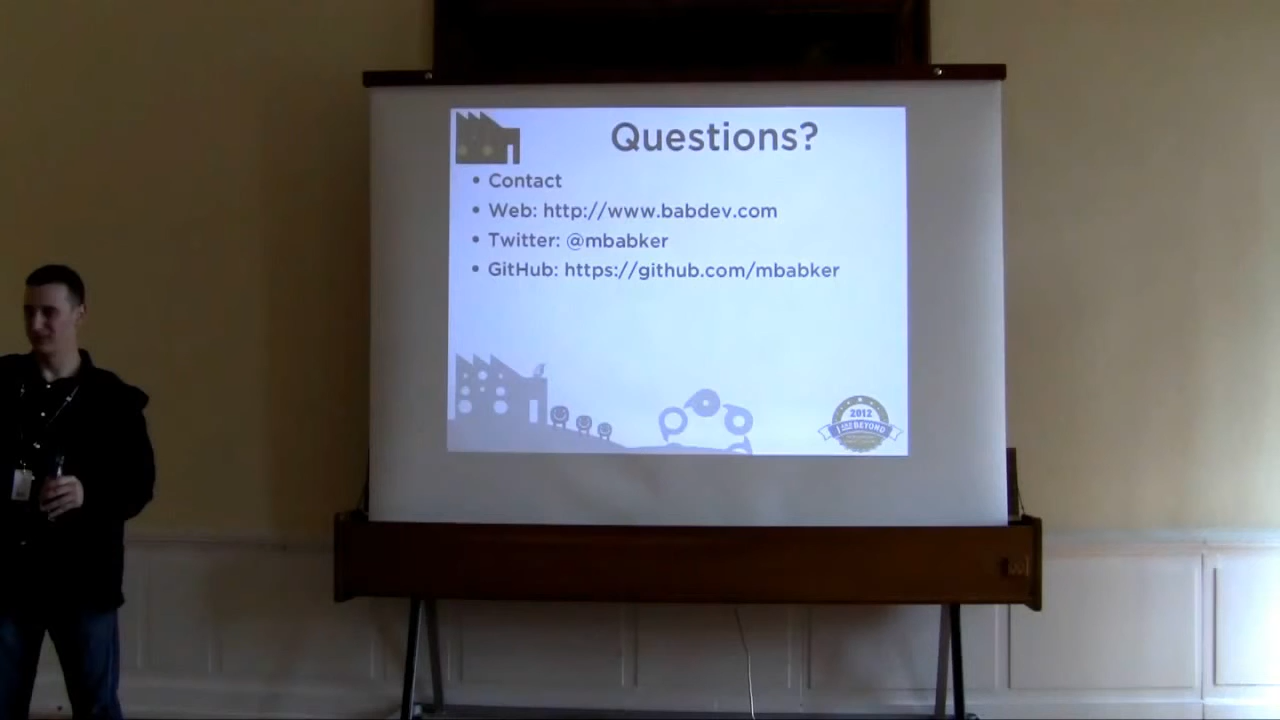 Questions?
• Contact
• Web: http://www.babdev.com
• Twitter: @mbabker
• GitHub: https://github.com/mbabker
2012
BEYOND